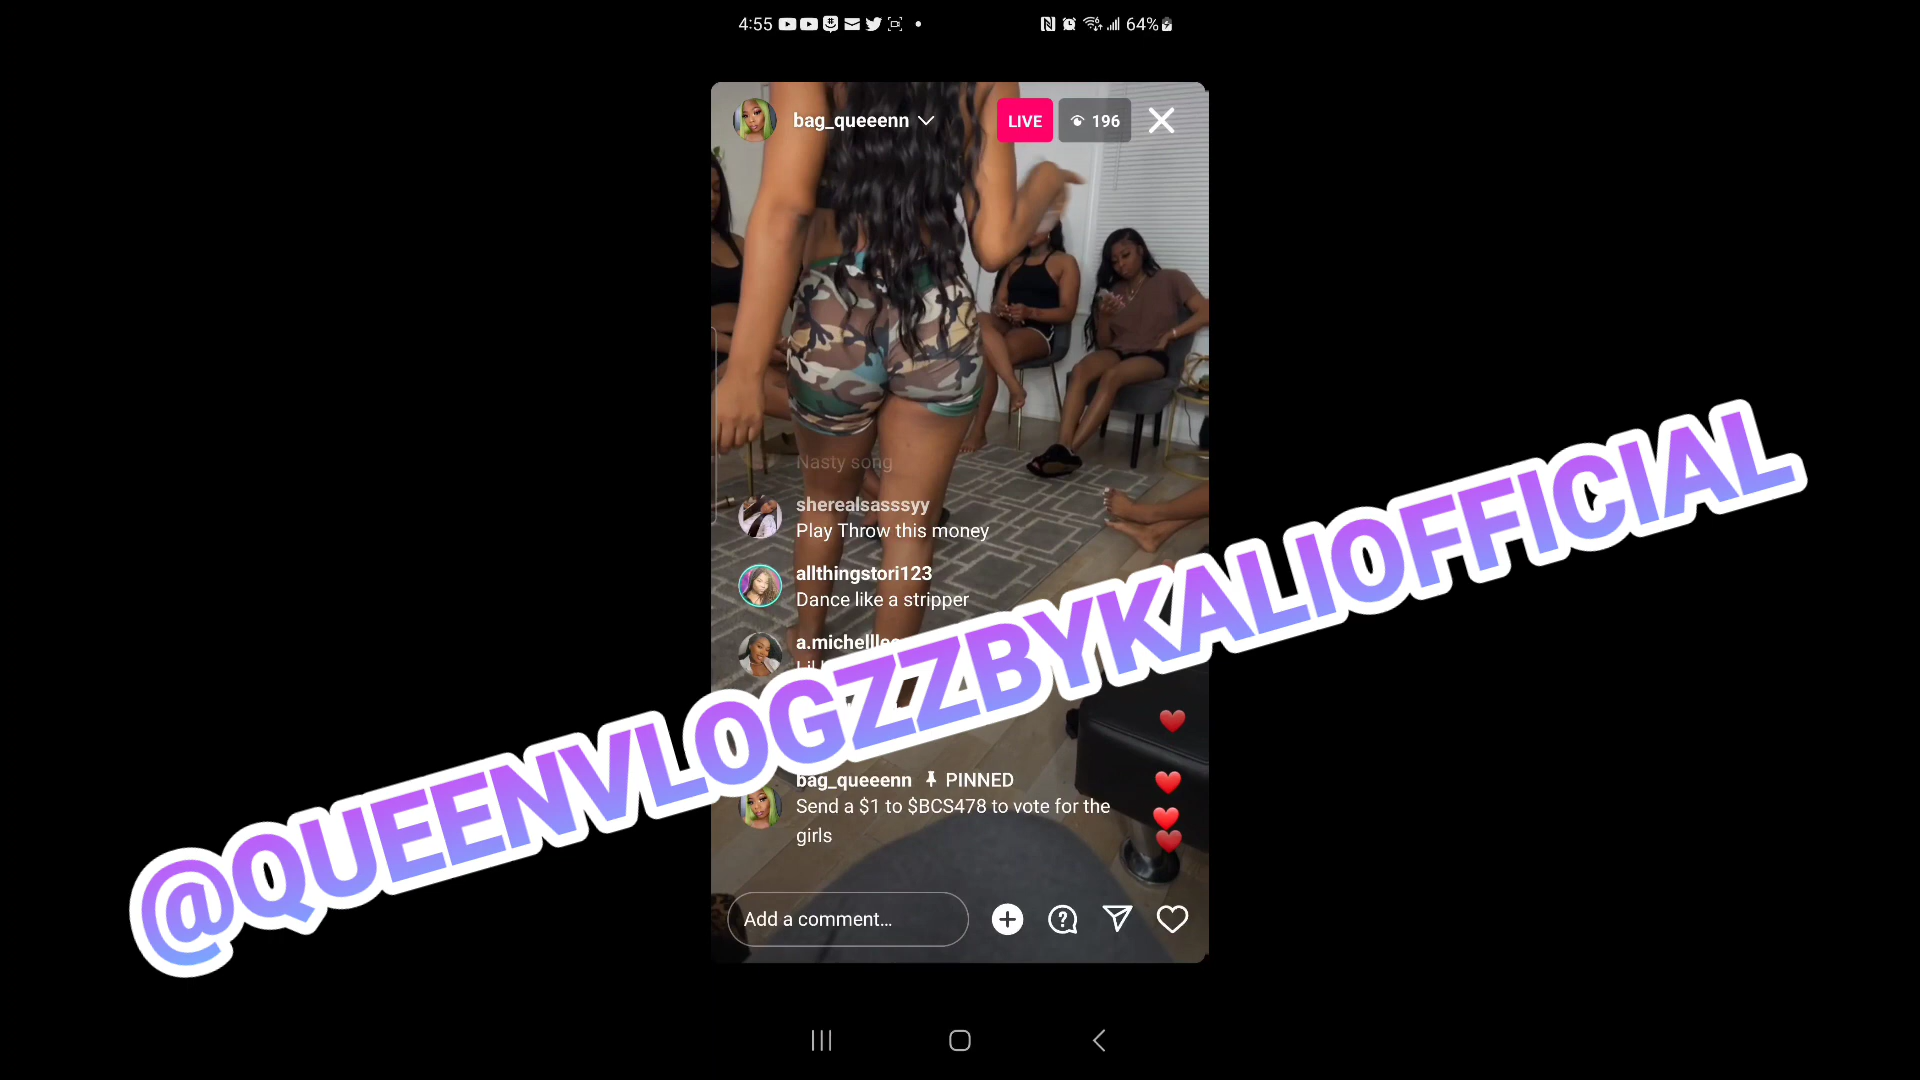 4:55
64%
bag_queeenn
LIVE
196
Nasty song
sherealsasssyy
Play Throw this money
allthingstori123
Dance like a stripper
@QUEENVLOGZZBYKALIOFFICIAL
bag_queeenn PINNED
Send a $1 to $BCS478 to vote for the
girls
Add a comment...